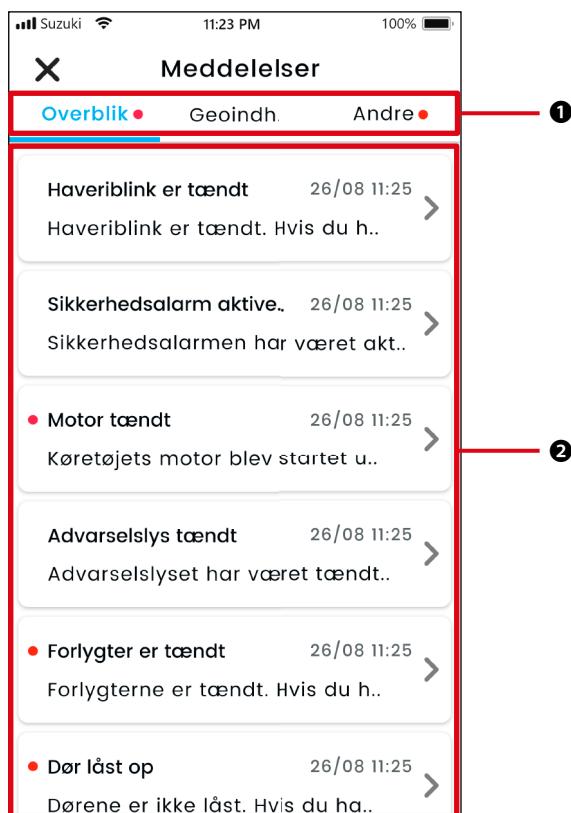 Suzuki 11:23 PM 100%
Meddelelser
Overblik Geoindh. Andre
❶
Haveriblink er tændt 26/08 11:25
Haveriblink er tændt. Hvis du h..
Sikkerhedsalarm aktive.. 26/08 11:25
Sikkerhedsalarmen har været akt..
Motor tændt 26/08 11:25
Køretøjets motor blev startet u..
❷
Advarselslys tændt 26/08 11:25
Advarselslyset har været tændt..
Forlygter er tændt 26/08 11:25
Forlygterne er tændt. Hvis du h..
Dør låst op 26/08 11:25
Dørene er ikke låst. Hvis du ha..